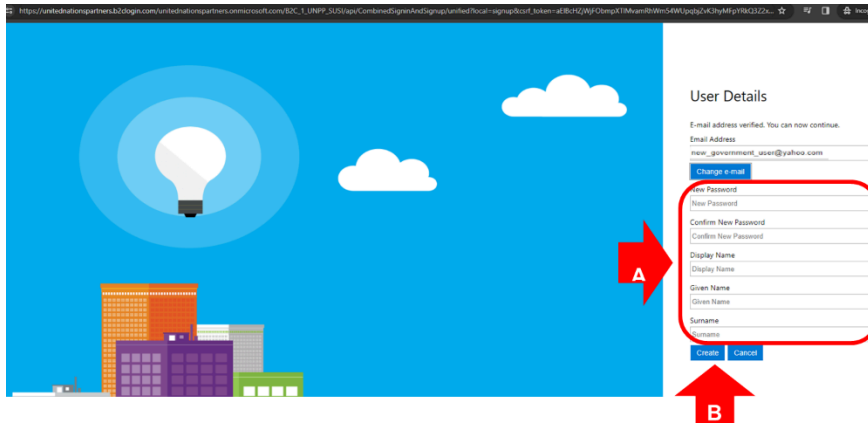 https://unitednationspartners.b2clogin.com/unitednationspartners.onmicrosoft.com/B2C_1_UNPP_SUSI/api/CombinedSigninAndSignup/unified?local=signup&csrf_token=
User Details
E-mail address verified. You can now continue.
Email Address
new_government_user@yahoo.com
Change e-mail
New Password
New Password
Confirm New Password
Confirm New Password
Display Name
Display Name
A
Given Name
Given Name
Surname
Surname
Create Cancel
B